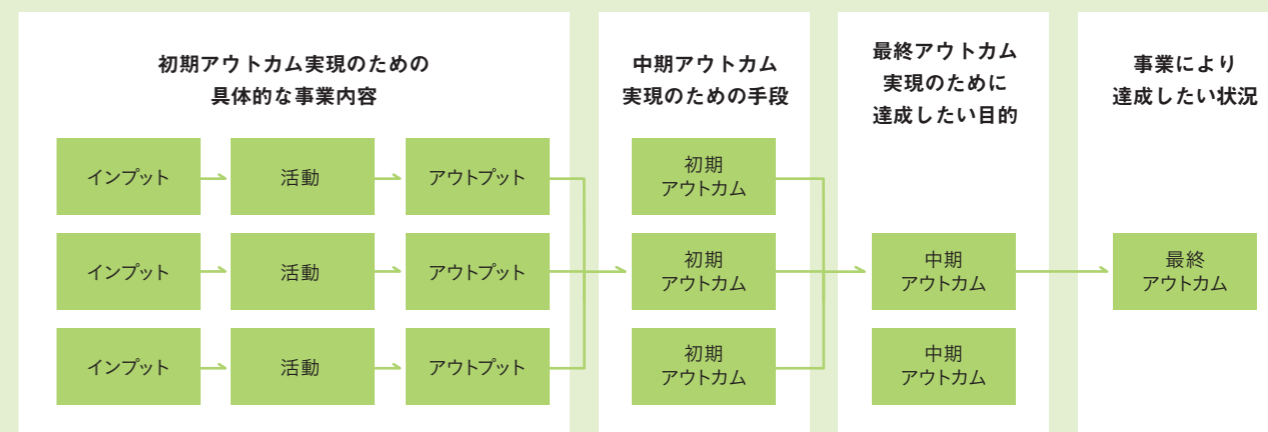 初期アウトカム実現のための
具体的な事業内容
中期アウトカム
実現のための手段
最終アウトカム
実現のために
達成したい目的
事業により
達成したい状況
インプット
活動
アウトプット
初期
アウトカム
インプット
活動
アウトプット
初期
アウトカム
中期
アウトカム
最終
アウトカム
インプット
活動
アウトプット
初期
アウトカム
中期
アウトカム